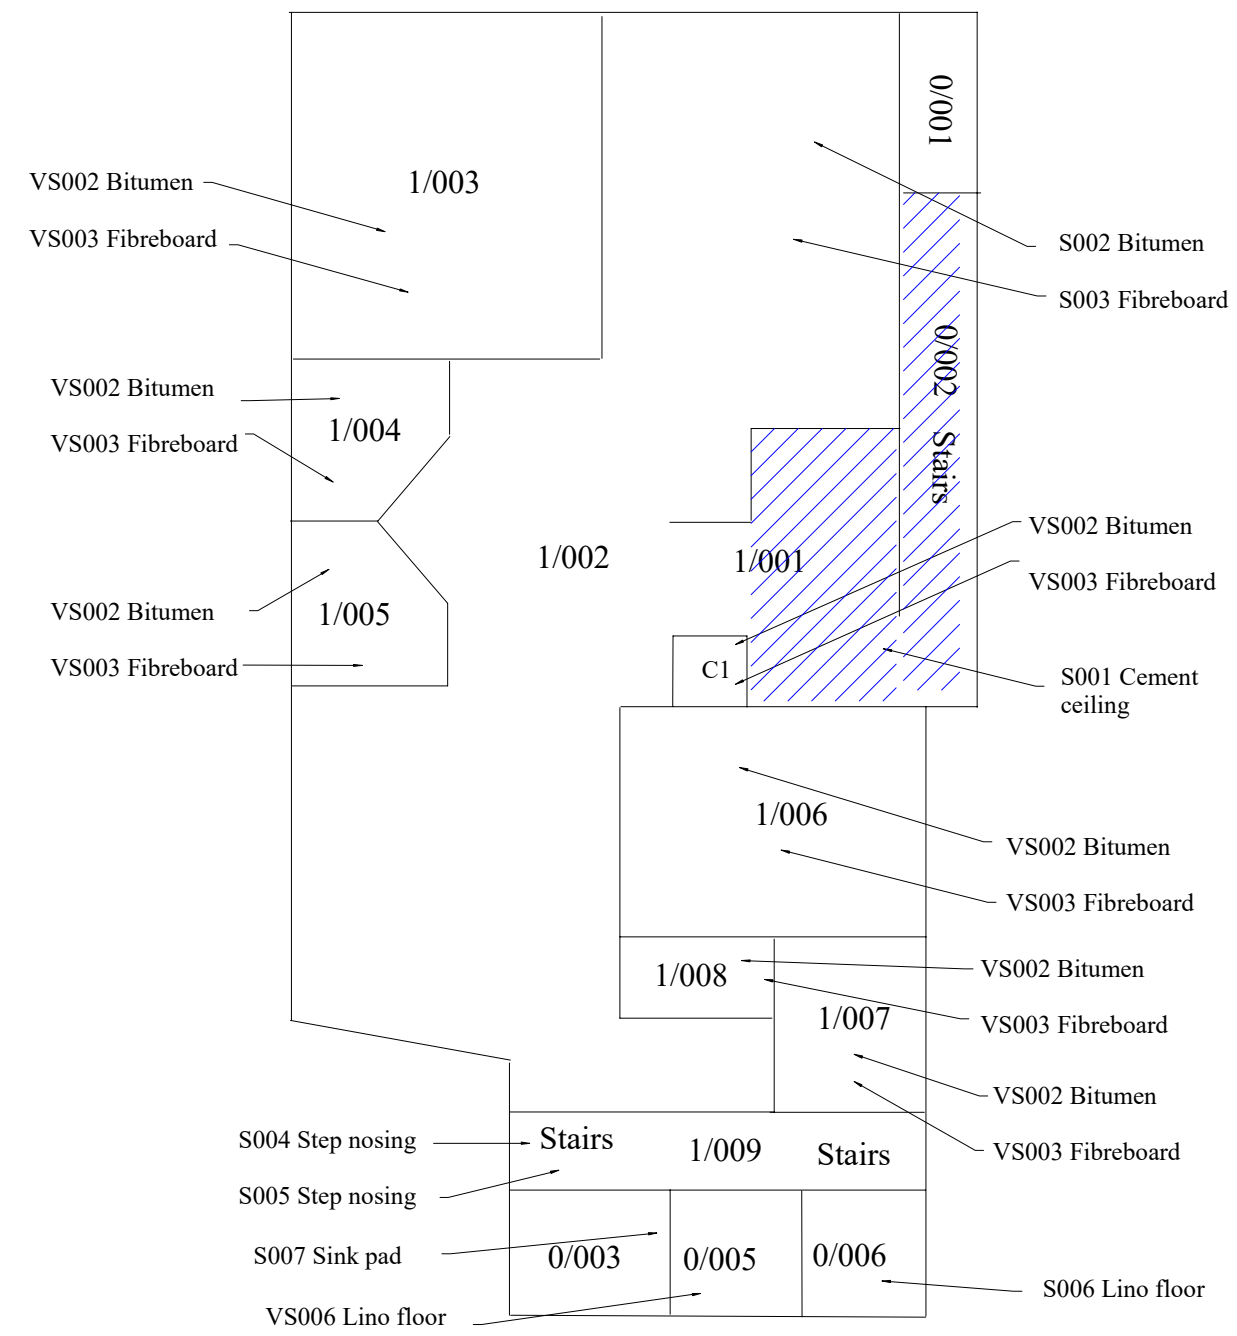 0/001
1/003
VS002 Bitumen
VS003 Fibreboard
S002 Bitumen
S003 Fibreboard
0/002 Stairs
VS002 Bitumen
1/004
VS003 Fibreboard
VS002 Bitumen
1/002
1/001
VS003 Fibreboard
VS002 Bitumen
1/005
VS003 Fibreboard
C1
S001 Cement
ceiling
1/006
VS002 Bitumen
VS003 Fibreboard
1/008
VS002 Bitumen
1/007
VS003 Fibreboard
VS002 Bitumen
VS003 Fibreboard
S004 Step nosing
Stairs
1/009
Stairs
S005 Step nosing
S007 Sink pad
0/003
0/005
0/006
S006 Lino floor
VS006 Lino floor